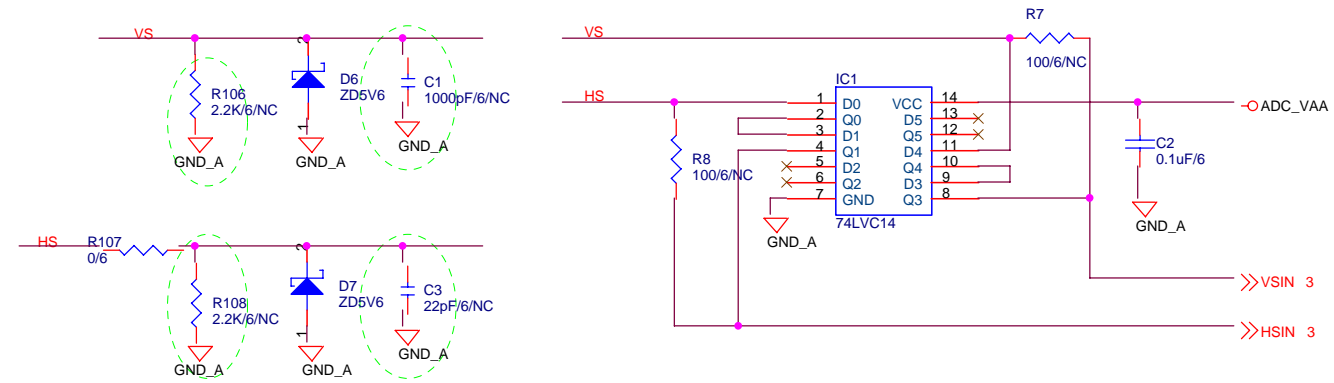 VS
2
R106
2.2K/6/NC
GND_A
D6
ZD5V6
1
GND_A
C1
1000pF/6/NC
GND_A
HS
R107
0/6
2
R108
2.2K/6/NC
GND_A
D7
ZD5V6
1
GND_A
C3
22pF/6/NC
GND_A
VS
R7
100/6/NC
HS
R8
100/6/NC
IC1
1 D0 VCC 14
2 Q0 D5 13
3 D1 Q5 12
4 Q1 D4 11
5 D2 Q4 10
6 Q2 D3 9
7 GND Q3 8
74LVC14
GND_A
ADC_VAA
C2
0.1uF/6
GND_A
VSIN 3
HSIN 3